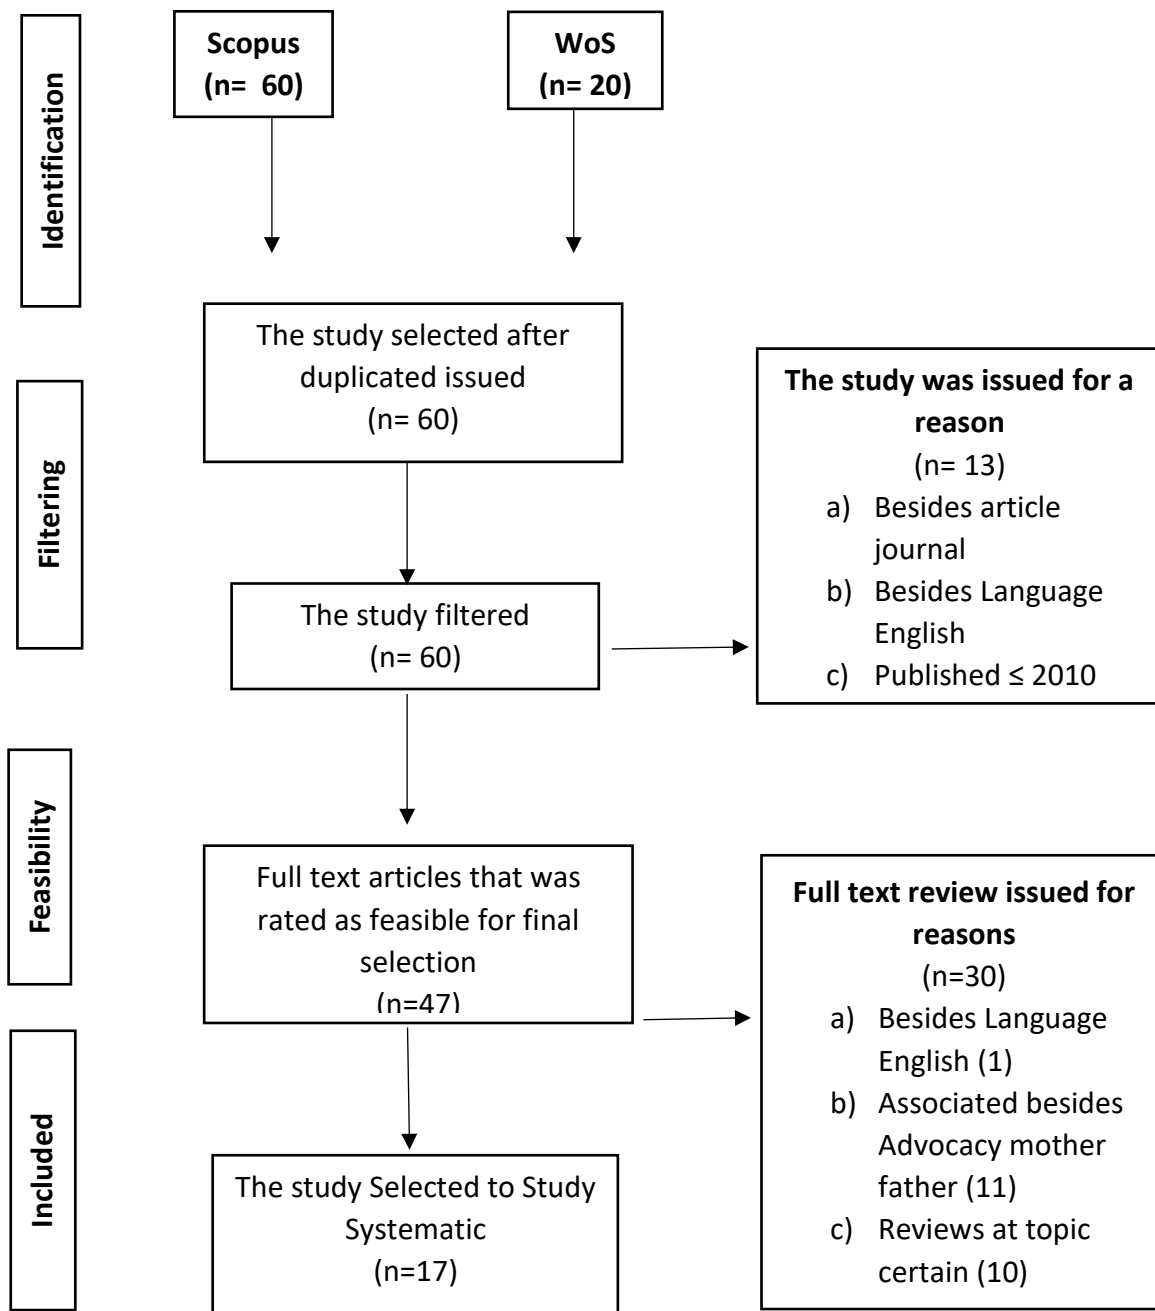 Identification
Scopus
(n=  60)
WoS
(n= 20)
The study selected after
duplicated issued
(n= 60)
Filtering
The study was issued for a
reason
(n= 13)
a) Besides article
journal
b) Besides Language
English
c) Published ≤ 2010
The study filtered
(n= 60)
Feasibility
Full text articles that was
rated as feasible for final
selection
(n=47)
Full text review issued for
reasons
(n=30)
a) Besides Language
English (1)
b) Associated besides
Advocacy mother
father (11)
c) Reviews at topic
certain (10)
Included
The study Selected to Study
Systematic
(n=17)